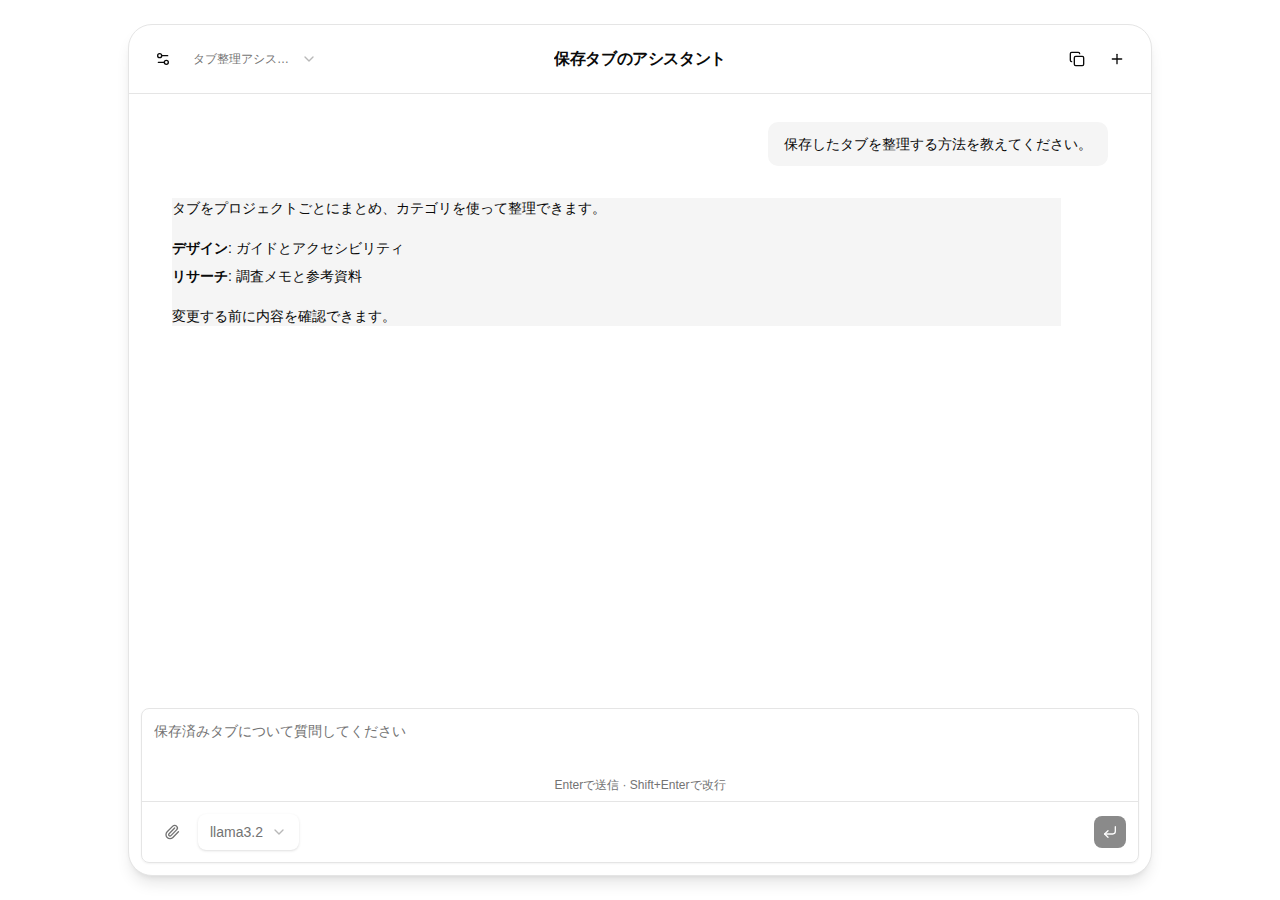 タブ整理アシス…
保存タブのアシスタント
保存したタブを整理する方法を教えてください。
タブをプロジェクトごとにまとめ、カテゴリを使って整理できます。
デザイン: ガイドとアクセシビリティ
リサーチ: 調査メモと参考資料
変更する前に内容を確認できます。
保存済みタブについて質問してください
Enterで送信 · Shift+Enterで改行
llama3.2